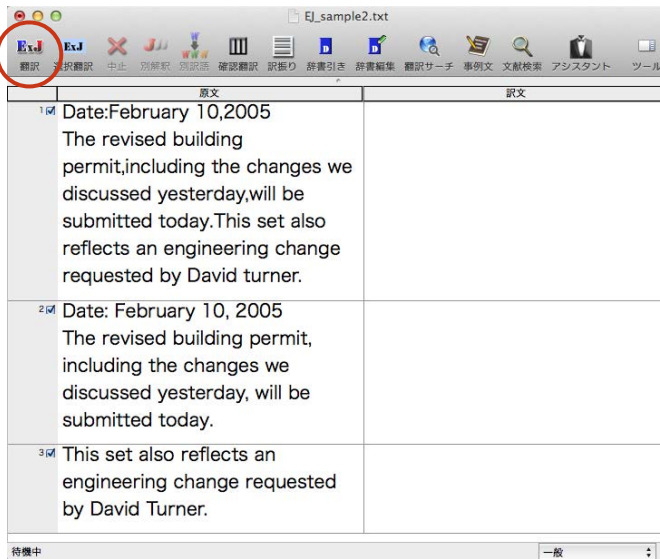 EJ_sample2.txt
ExJ ExJ
翻訳 選択翻訳 中止 別解釈 別訳語 確認翻訳 訳振り 辞書引き 辞書編集 翻訳サーチ 事例文 文献検索 アシスタント ツール
原文 訳文
1 Date:February 10,2005
The revised building
permit,including the changes we
discussed yesterday,will be
submitted today.This set also
reflects an engineering change
requested by David turner.
2 Date: February 10, 2005
The revised building permit,
including the changes we
discussed yesterday, will be
submitted today.
3 This set also reflects an
engineering change requested
by David Turner.
待機中 一般